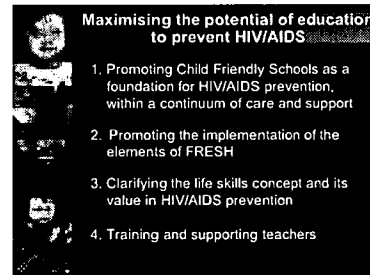 Maximising the potential of education
to prevent HIV/AIDS
1. Promoting Child Friendly Schools as a
foundation for HIV/AIDS prevention,
within a continuum of care and support
2. Promoting the implementation of the
elements of FRESH
3. Clarifying the life skills concept and its
value in HIV/AIDS prevention
4. Training and supporting teachers